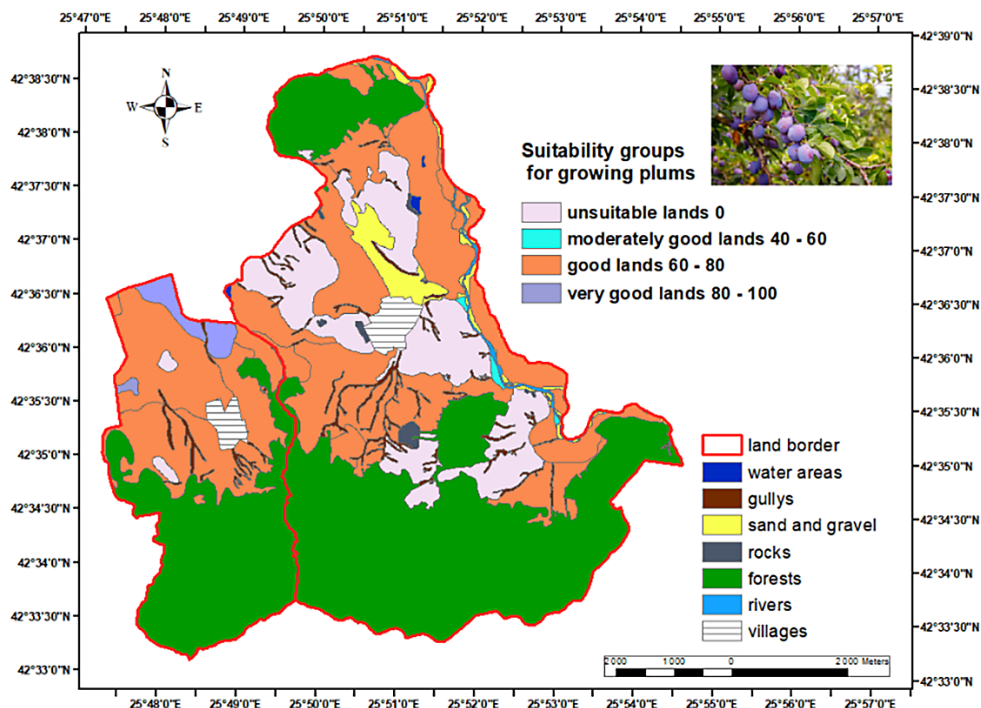 25°47'0"E 25°49'0"E 25°50'0"E 25°51'0"E 25°52'0"E 25°53'0"E 25°54'0"E 25°55'0"E 25°56'0"E 25°57'0"E
42°39'0"N
42°38'30"N
42°38'30"N
42°38'0"N
42°38'0"N
42°37'30"N
42°37'30"N
42°37'0"N
42°37'0"N
42°36'30"N
42°36'30"N
42°36'0"N
42°36'0"N
42°35'30"N
42°35'30"N
42°35'0"N
42°35'0"N
42°34'30"N
42°34'30"N
42°34'0"N
42°34'0"N
42°33'30"N
42°33'30"N
42°33'0"N
42°33'0"N
N
W E
S
Suitability groups
for growing plums
unsuitable lands 0
moderately good lands 40 - 60
good lands 60 - 80
very good lands 80 - 100
land border
water areas
gullys
sand and gravel
rocks
forests
rivers
villages
2 000 1 000 0 2 000 Meters
25°48'0"E 25°49'0"E 25°50'0"E 25°51'0"E 25°52'0"E 25°53'0"E 25°54'0"E 25°55'0"E 25°56'0"E 25°57'0"E